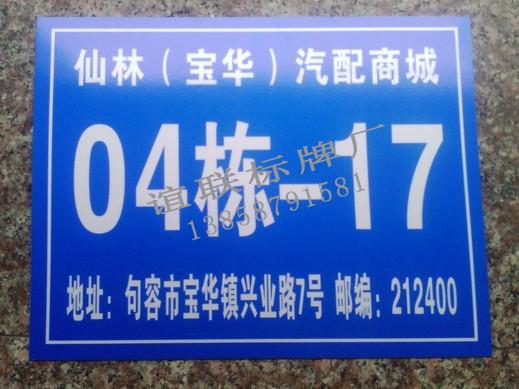 仙林（宝华）汽配商城
04栋-17
谊联标牌厂
13858791581
地址：句容市宝华镇兴业路7号 邮编：212400